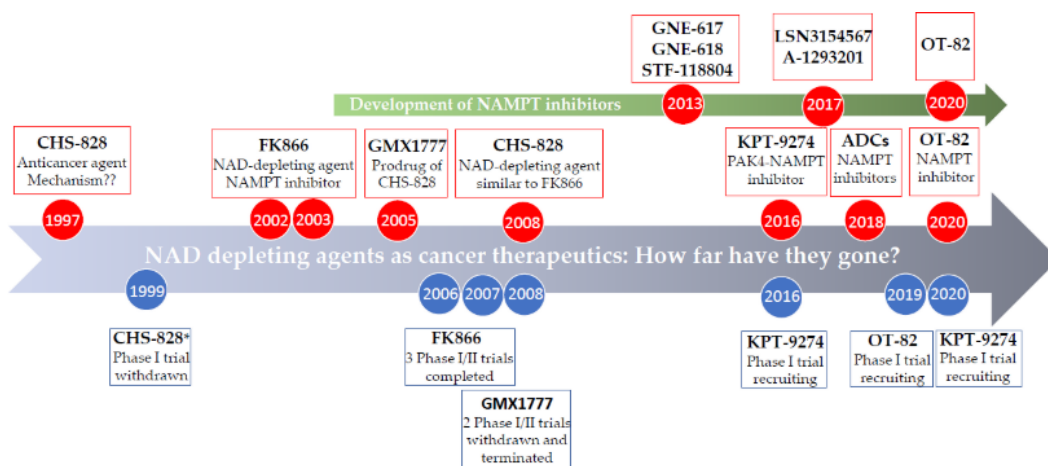 GNE-617
GNE-618
STF-118804
LSN3154567
A-1293201
OT-82
Development of NAMPT inhibitors
2013
2017
2020
CHS-828
Anticancer agent
Mechanism??
FK866
NAD-depleting agent
NAMPT inhibitor
GMX1777
Prodrug of
CHS-828
CHS-828
NAD-depleting agent
similar to FK866
KPT-9274
PAK4-NAMPT
inhibitor
ADCs
NAMPT
inhibitors
OT-82
NAMPT
inhibitor
1997
2002
2003
2005
2008
2016
2018
2020
NAD depleting agents as cancer therapeutics: How far have they gone?
1999
2006
2007
2008
2016
2019
2020
CHS-828*
Phase I trial
withdrawn
FK866
3 Phase I/II trials
completed
GMX1777
2 Phase I/II trials
withdrawn and
terminated
KPT-9274
Phase I trial
recruiting
OT-82
Phase I trial
recruiting
KPT-9274
Phase I trial
recruiting